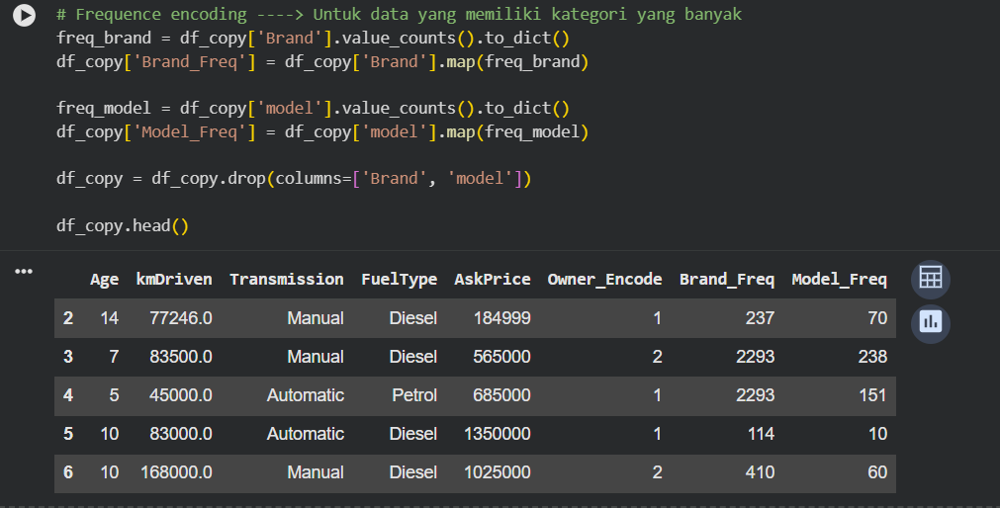 # Frequence encoding ----> Untuk data yang memiliki kategori yang banyak
freq_brand = df_copy['Brand'].value_counts().to_dict()
df_copy['Brand_Freq'] = df_copy['Brand'].map(freq_brand)
freq_model = df_copy['model'].value_counts().to_dict()
df_copy['Model_Freq'] = df_copy['model'].map(freq_model)
df_copy = df_copy.drop(columns=['Brand', 'model'])
df_copy.head()
Age kmDriven Transmission FuelType AskPrice Owner_Encode Brand_Freq Model_Freq
2 14 77246.0 Manual Diesel 184999 1 237 70
3 7 83500.0 Manual Diesel 565000 2 2293 238
4 5 45000.0 Automatic Petrol 685000 1 2293 151
5 10 83000.0 Automatic Diesel 1350000 1 114 10
6 10 168000.0 Manual Diesel 1025000 2 410 60